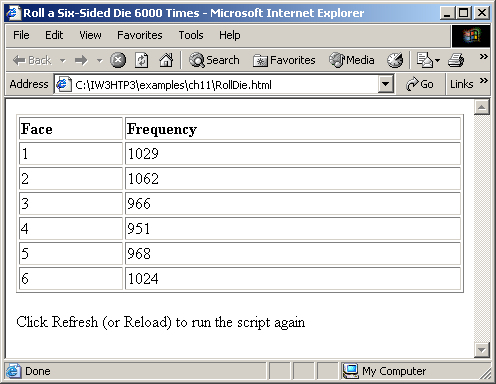 Roll a Six-Sided Die 6000 Times - Microsoft Internet Explorer
File Edit View Favorites Tools Help
Back Search Favorites Media
Address C:\IW3HTP3\examples\ch11\RollDie.html Go Links »
Face Frequency
1 1029
2 1062
3 966
4 951
5 968
6 1024
Click Refresh (or Reload) to run the script again
Done My Computer